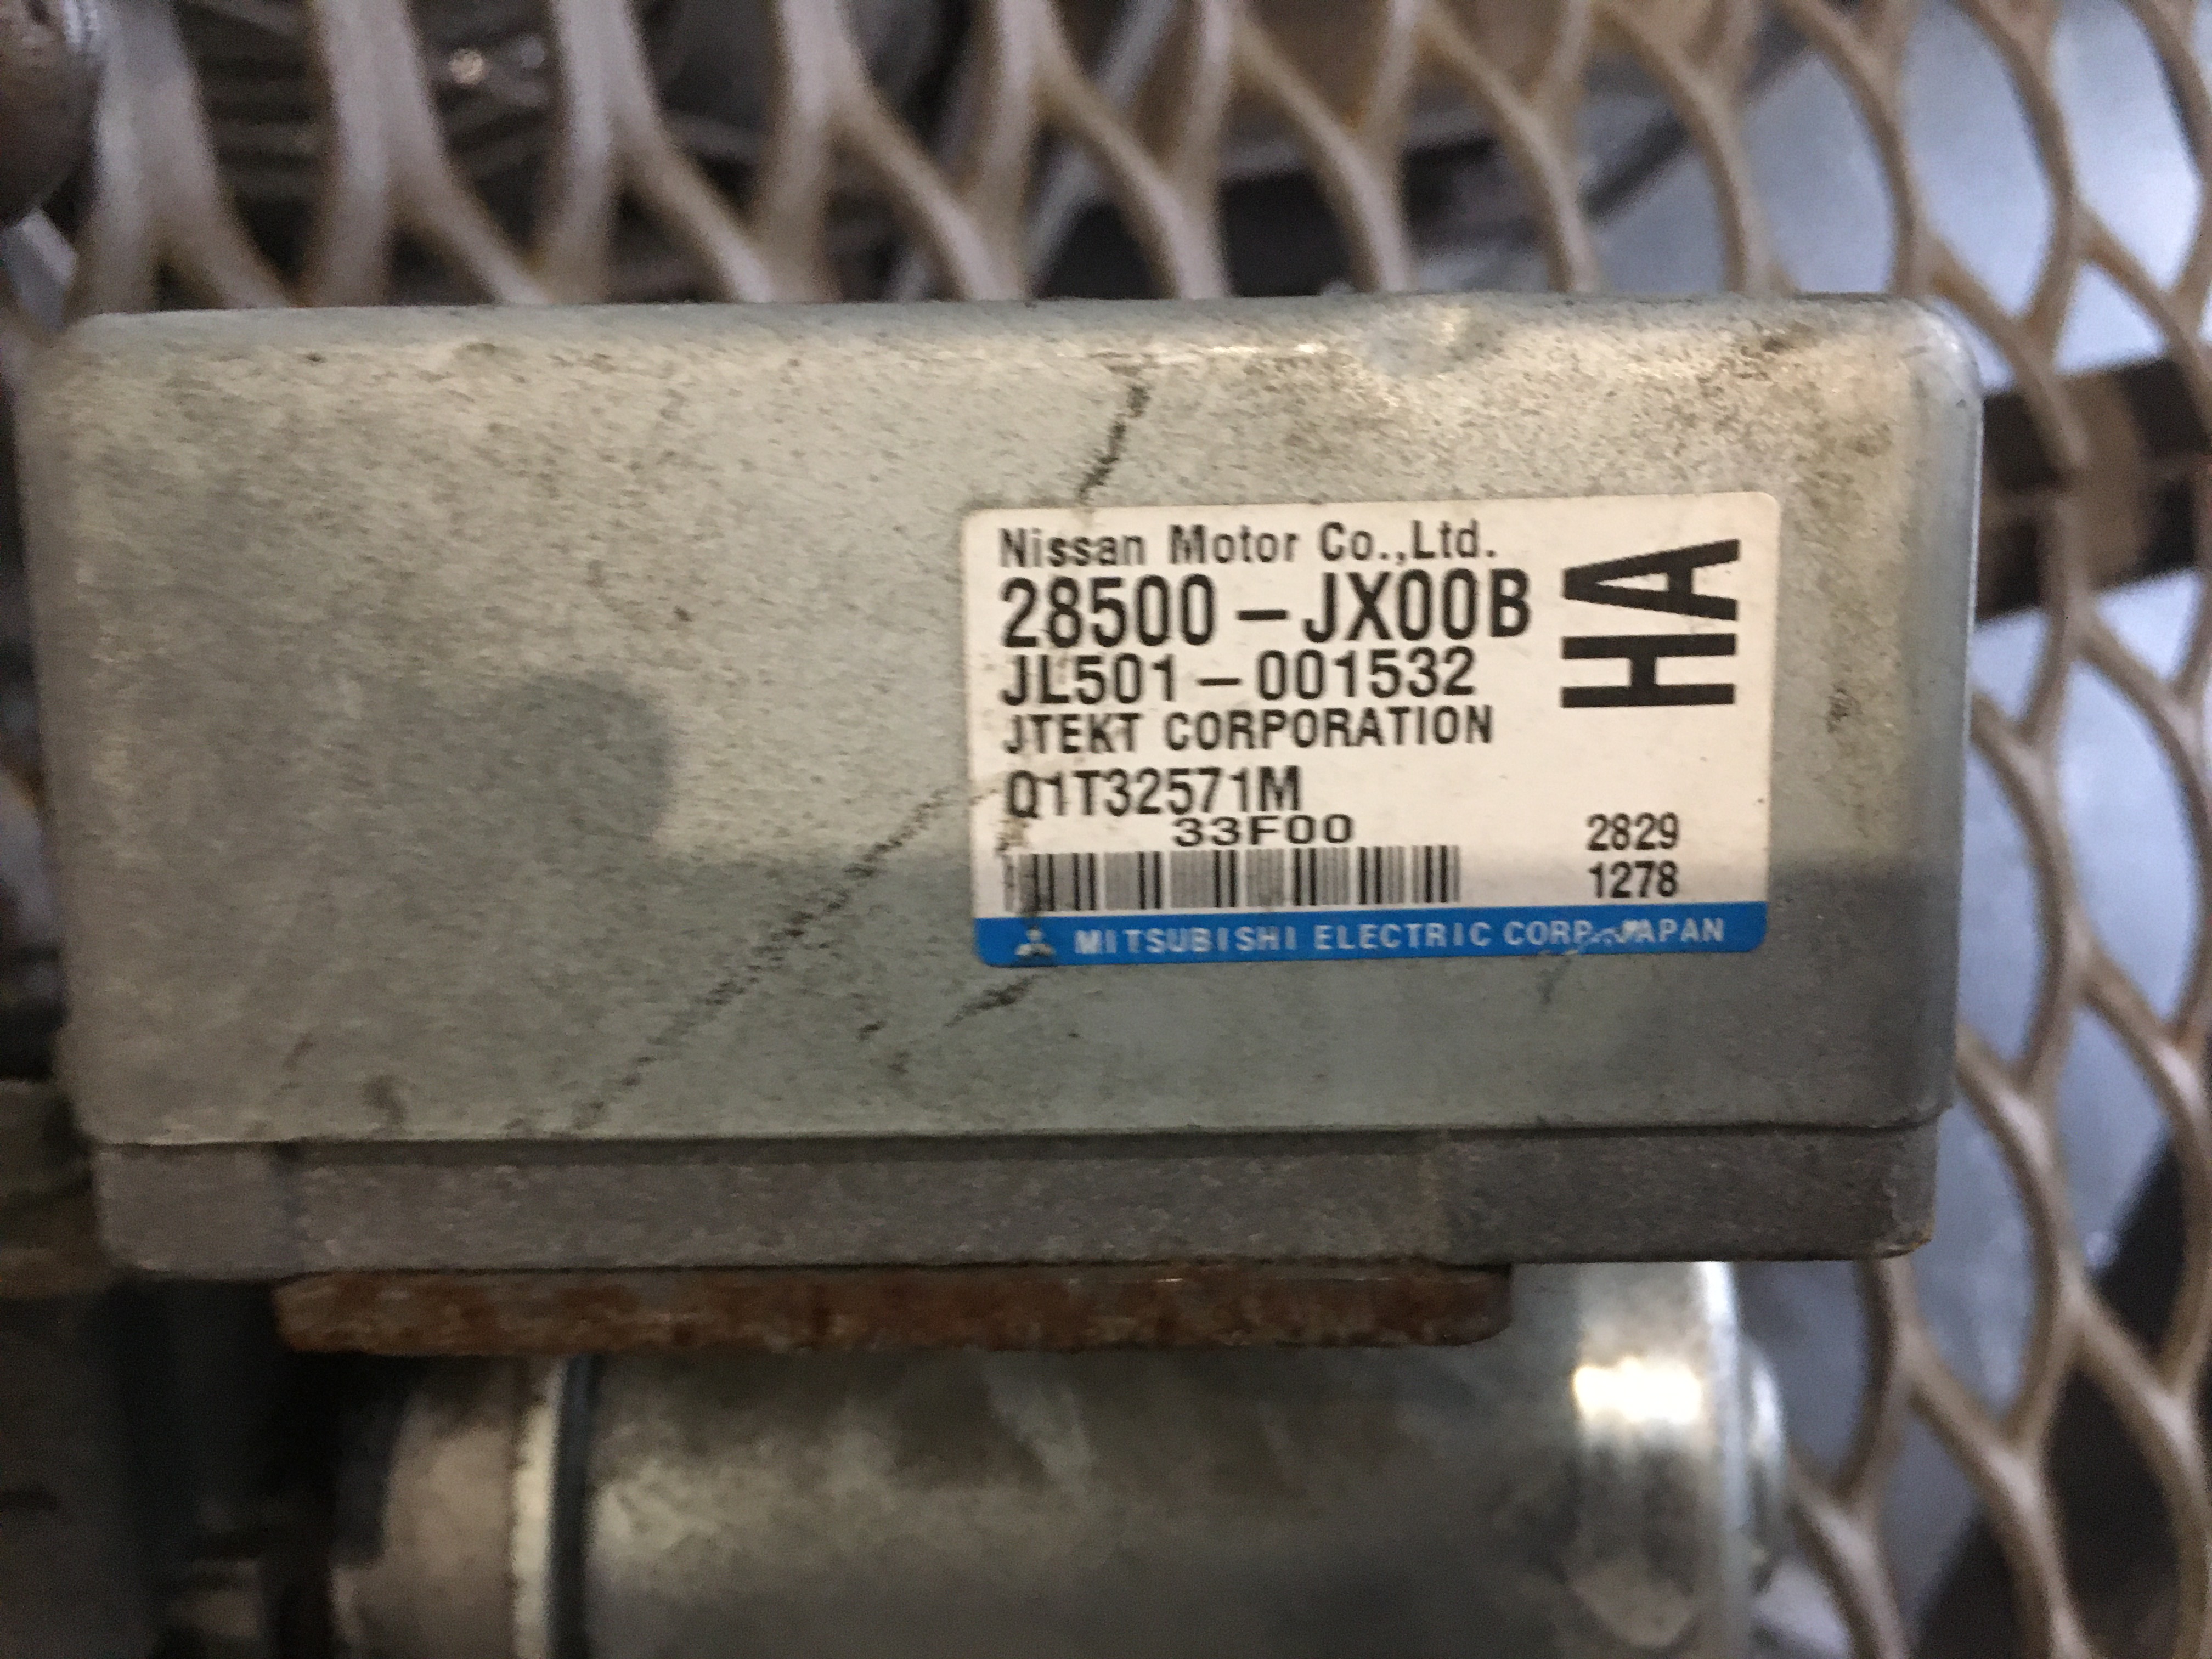 Nissan Motor Co.,Ltd.
28500-JX00B
HA
JL501-001532
JTEKT CORPORATION
Q1T32571M
33F00
2829
1278
MITSUBISHI ELECTRIC CORP. JAPAN